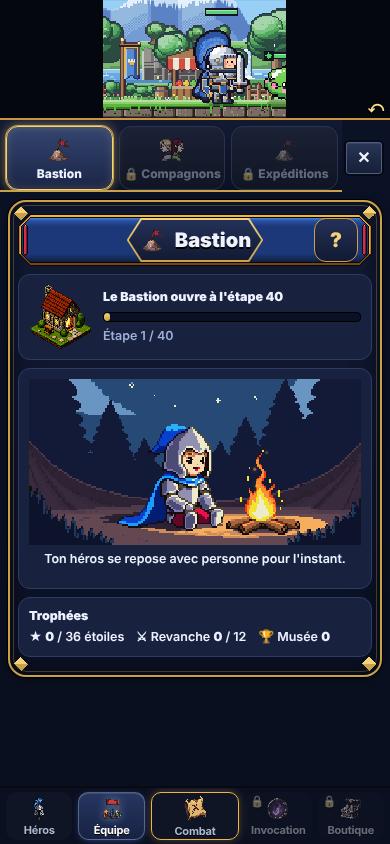 Bastion
Compagnons
Expéditions
✕
Bastion
?
Le Bastion ouvre à l'étape 40
Étape 1 / 40
Ton héros se repose avec personne pour l'instant.
Trophées
★ 0 / 36 étoiles ⚔ Revanche 0 / 12 🏆 Musée 0
Héros
Équipe
Combat
Invocation
Boutique